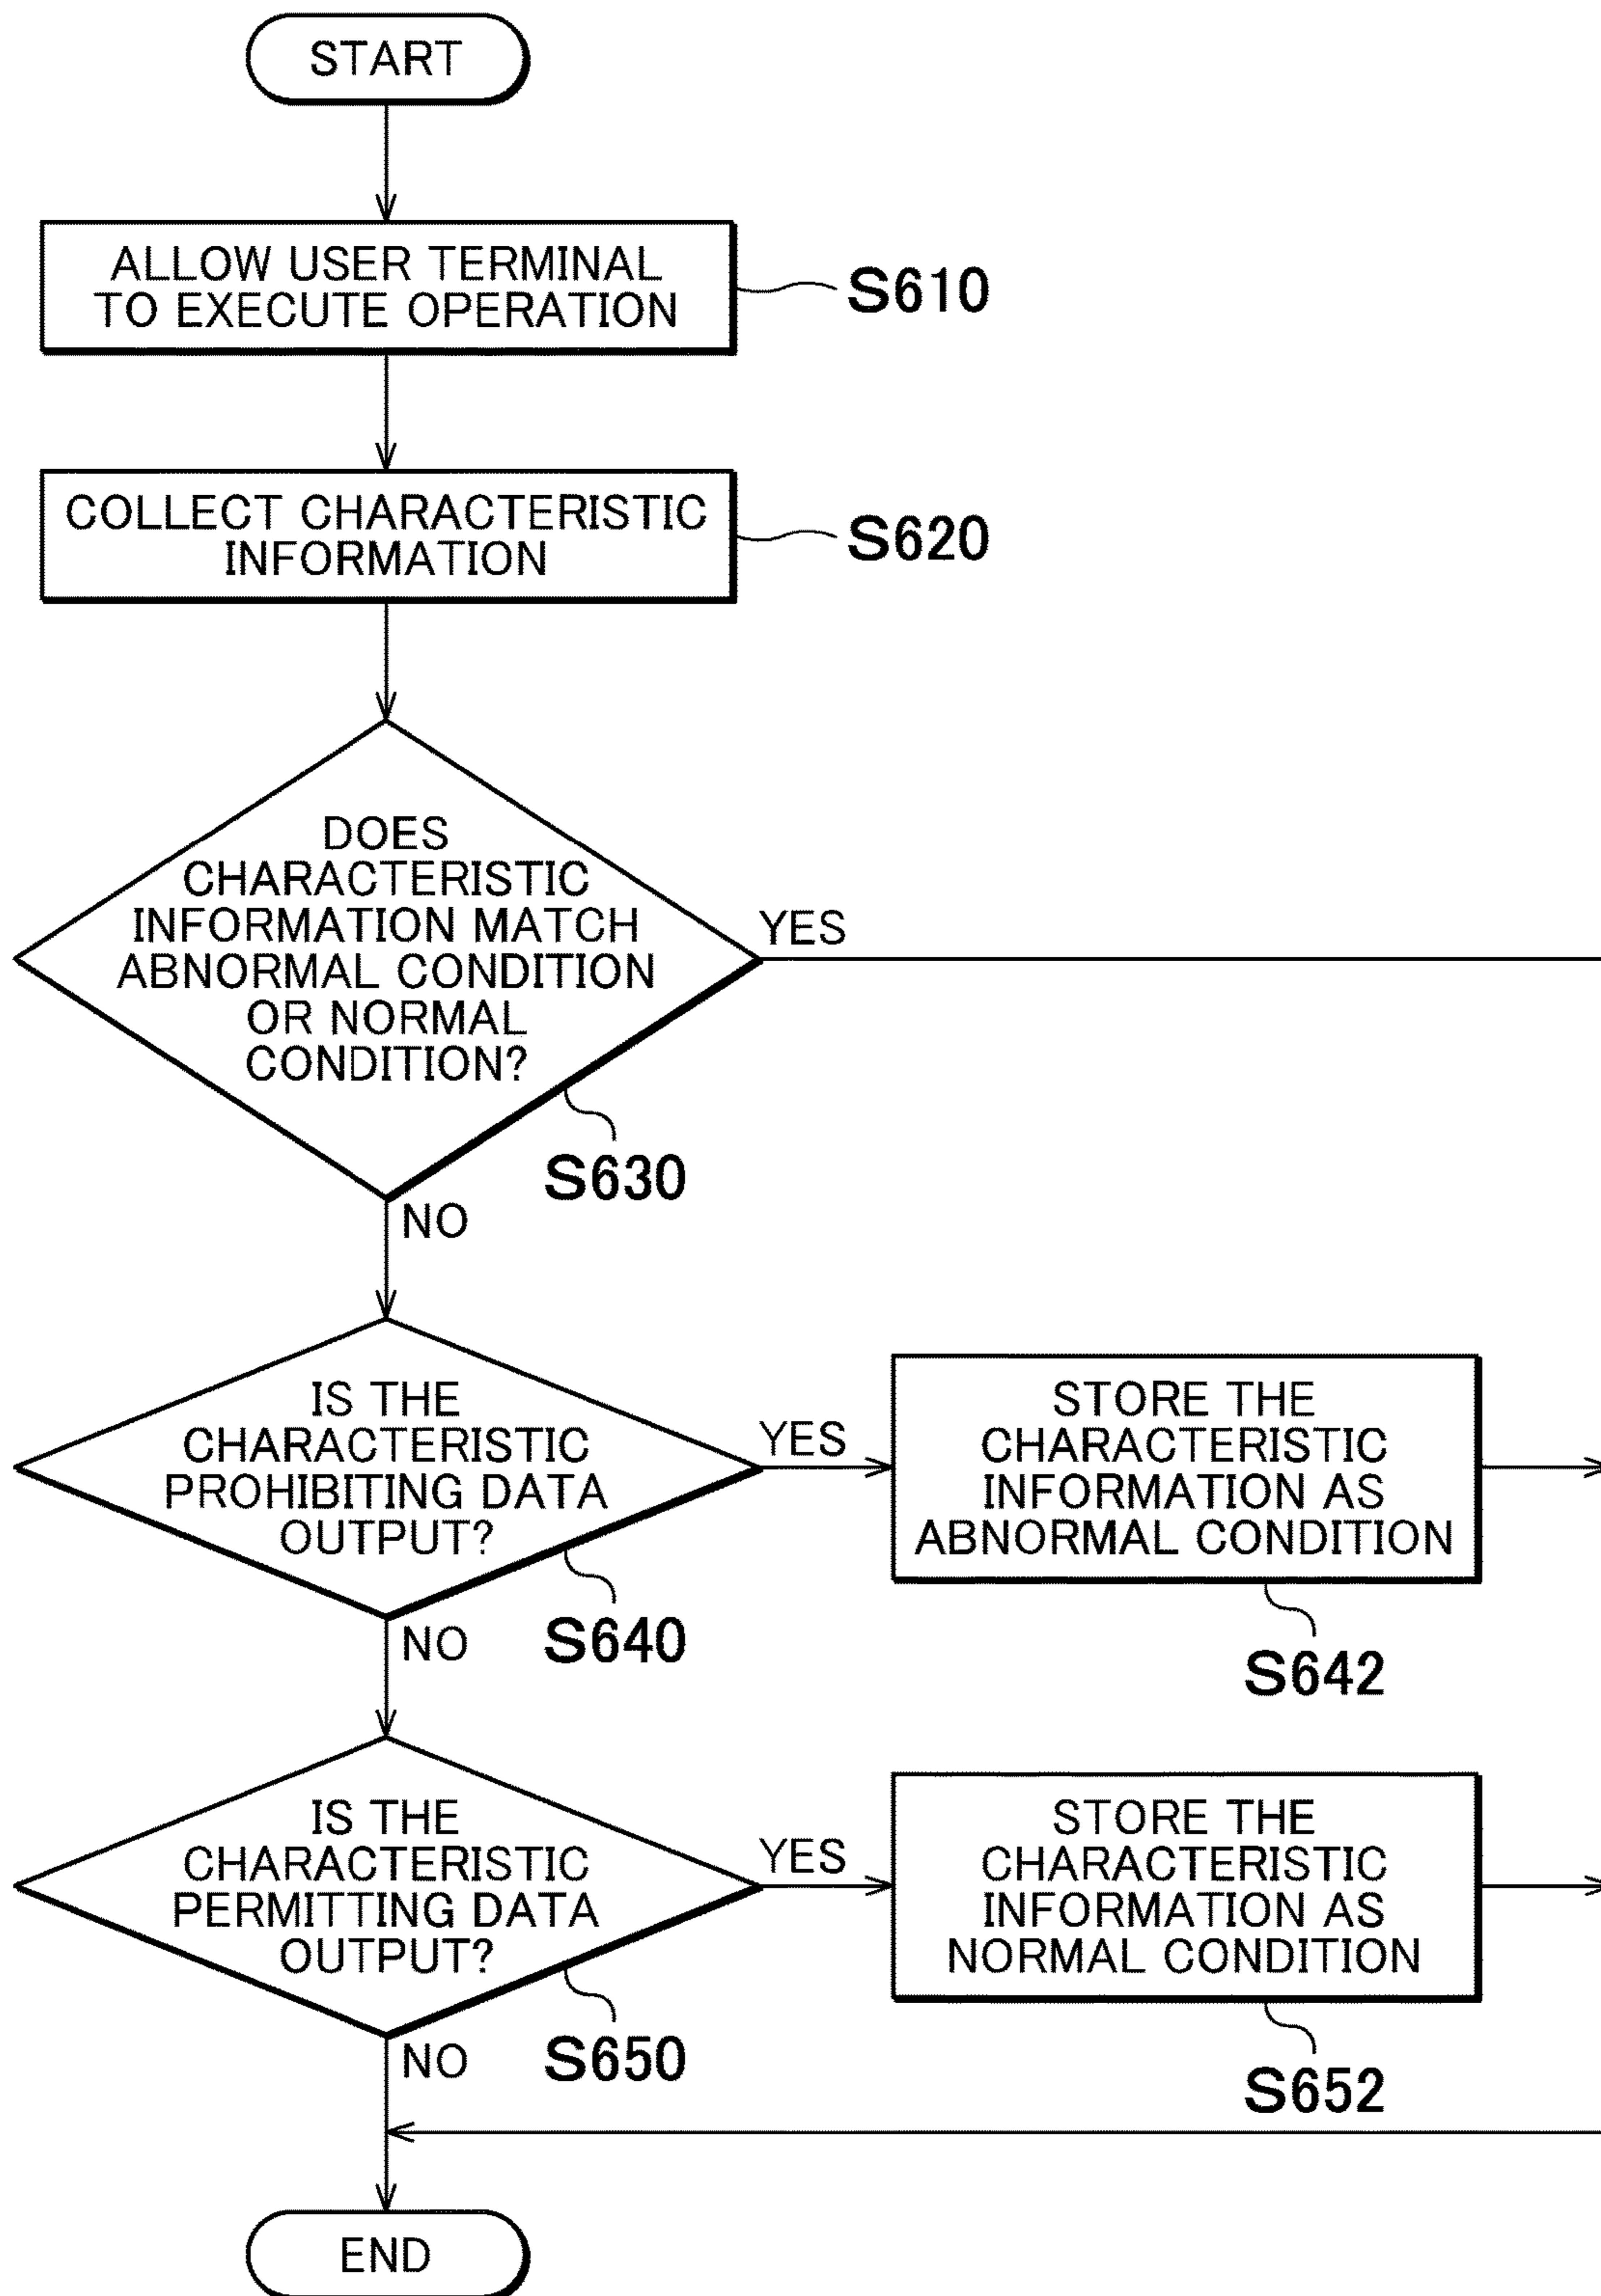 START
ALLOW USER TERMINAL
TO EXECUTE OPERATION
S610
COLLECT CHARACTERISTIC
INFORMATION
S620
DOES
CHARACTERISTIC
INFORMATION MATCH
ABNORMAL CONDITION
OR NORMAL
CONDITION?
YES
S630
NO
IS THE
CHARACTERISTIC
PROHIBITING DATA
OUTPUT?
YES
STORE THE
CHARACTERISTIC
INFORMATION AS
ABNORMAL CONDITION
S640
NO
S642
IS THE
CHARACTERISTIC
PERMITTING DATA
OUTPUT?
YES
STORE THE
CHARACTERISTIC
INFORMATION AS
NORMAL CONDITION
S650
NO
S652
END